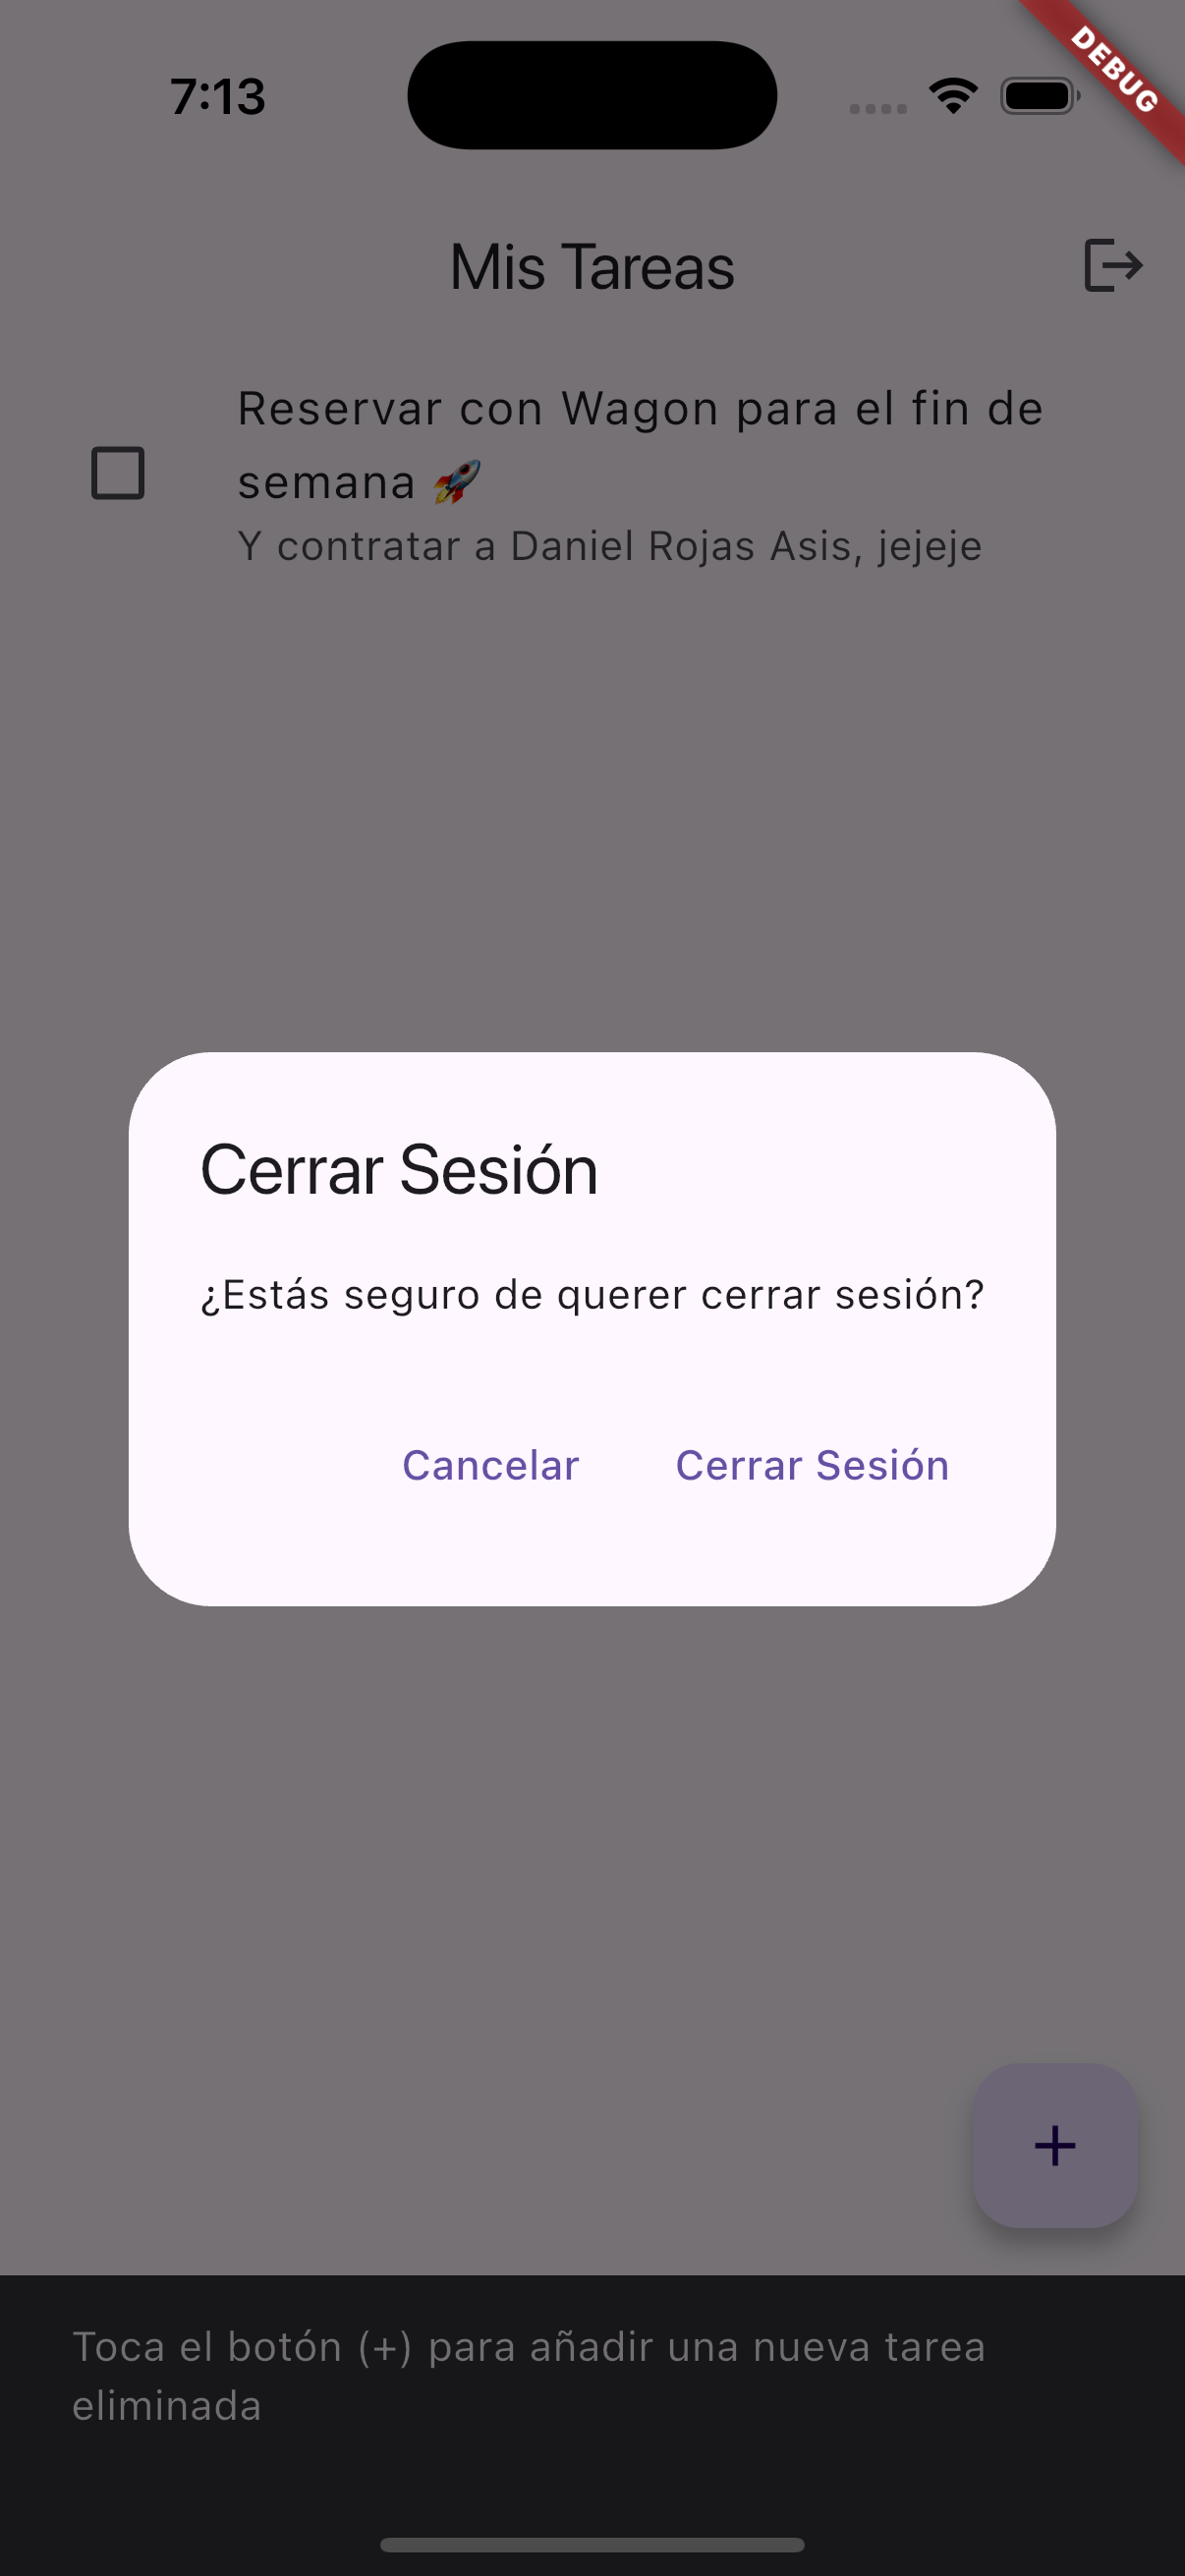 7:13
DEBUG
Mis Tareas
Reservar con Wagon para el fin de
semana 🚀
Y contratar a Daniel Rojas Asis, jejeje
Cerrar Sesión
¿Estás seguro de querer cerrar sesión?
Cancelar Cerrar Sesión
Toca el botón (+) para añadir una nueva tarea
eliminada